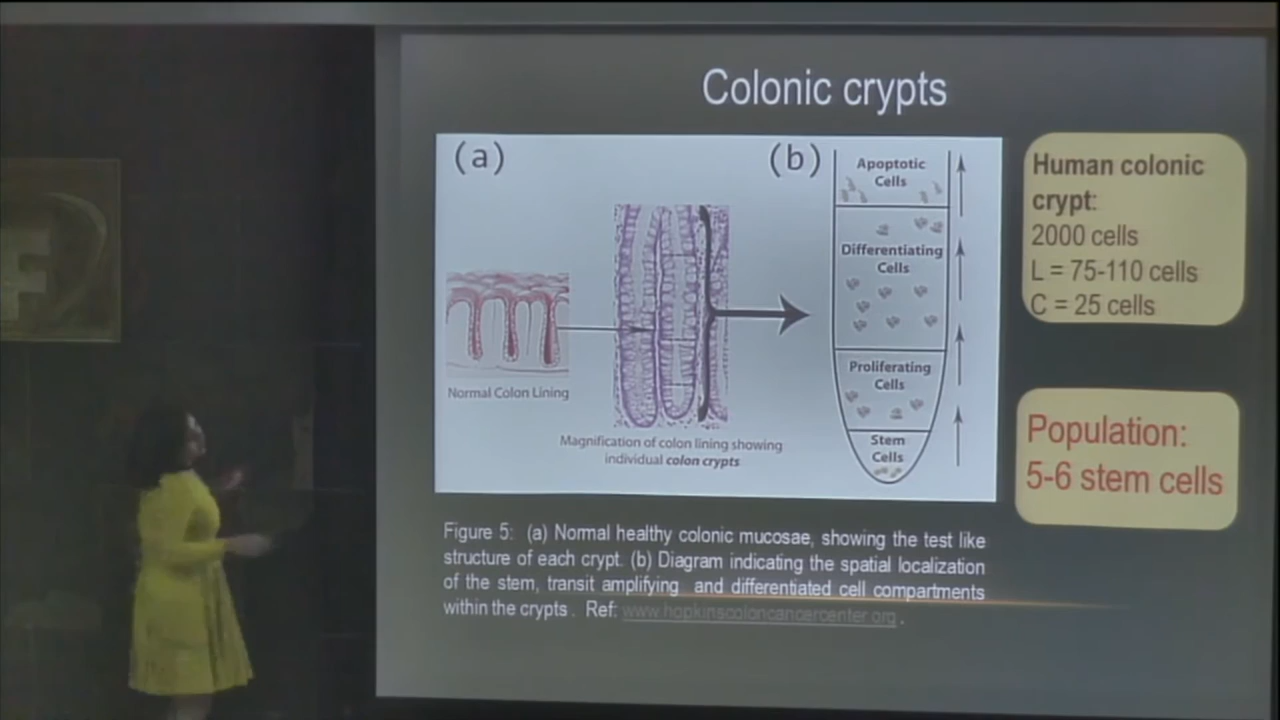 Colonic crypts
(a)
(b)
Apoptotic
Cells
Differentiating
Cells
Proliferating
Cells
Stem
Cells
Normal Colon Lining
Magnification of colon lining showing
individual colon crypts
Human colonic
crypt:
2000 cells
L = 75-110 cells
C = 25 cells
Population:
5-6 stem cells
Figure 5: (a) Normal healthy colonic mucosae, showing the test like
structure of each crypt. (b) Diagram indicating the spatial localization
of the stem, transit amplifying and differentiated cell compartments
within the crypts . Ref: www.hopkinscoloncancercenter.org .